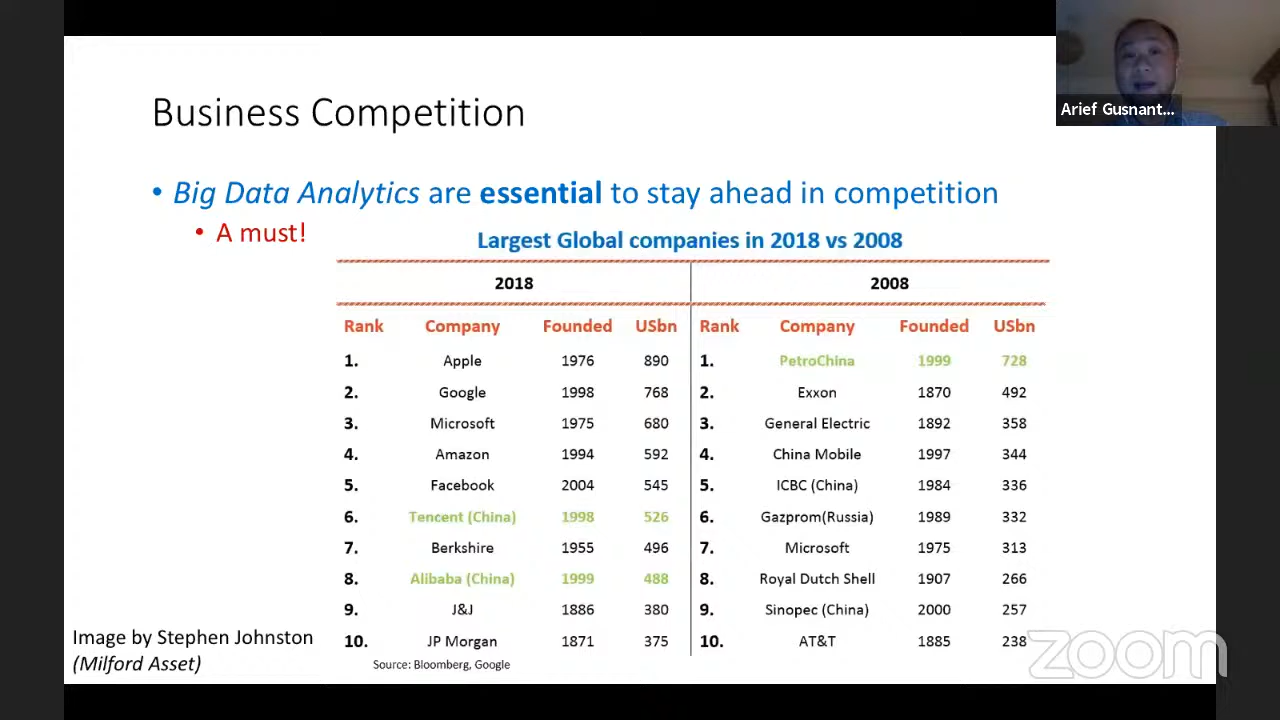 Business Competition
Arief Gusnant...
• Big Data Analytics are essential to stay ahead in competition
• A must!
Largest Global companies in 2018 vs 2008
2018 2008
Rank Company Founded USbn Rank Company Founded USbn
1. Apple 1976 890 1. PetroChina 1999 728
2. Google 1998 768 2. Exxon 1870 492
3. Microsoft 1975 680 3. General Electric 1892 358
4. Amazon 1994 592 4. China Mobile 1997 344
5. Facebook 2004 545 5. ICBC (China) 1984 336
6. Tencent (China) 1998 526 6. Gazprom(Russia) 1989 332
7. Berkshire 1955 496 7. Microsoft 1975 313
8. Alibaba (China) 1999 488 8. Royal Dutch Shell 1907 266
9. J&J 1886 380 9. Sinopec (China) 2000 257
10. JP Morgan 1871 375 10. AT&T 1885 238
Source: Bloomberg, Google
Image by Stephen Johnston
(Milford Asset)
zoom